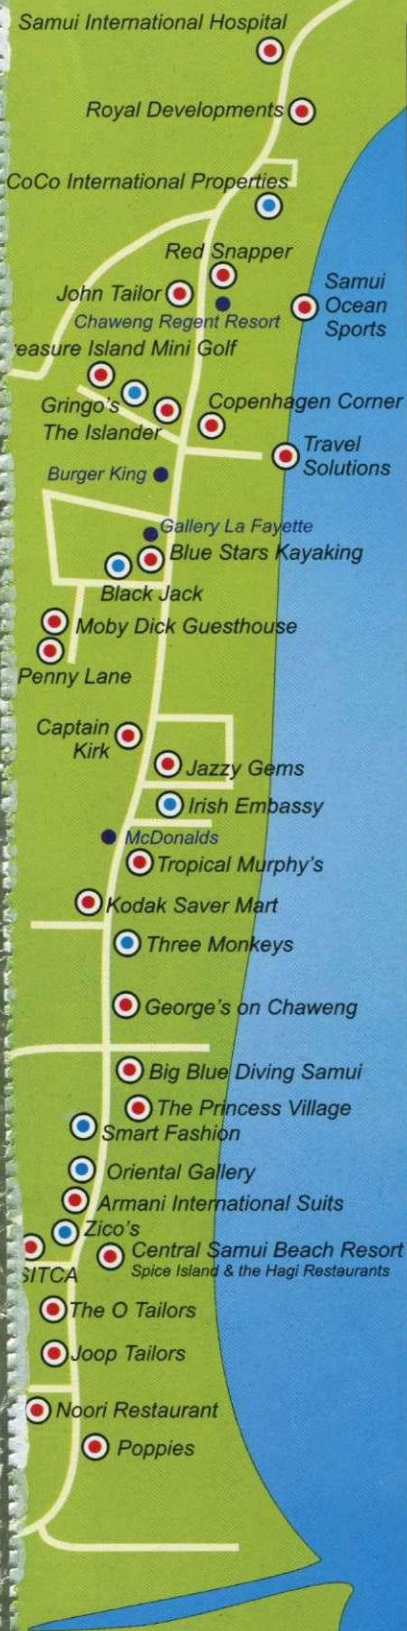 Samui International Hospital
Royal Developments
CoCo International Properties
Red Snapper
John Tailor
Samui
Ocean
Sports
Chaweng Regent Resort
reasure Island Mini Golf
Gringo's
Copenhagen Corner
The Islander
Travel
Solutions
Burger King
Gallery La Fayette
Blue Stars Kayaking
Black Jack
Moby Dick Guesthouse
Penny Lane
Captain
Kirk
Jazzy Gems
Irish Embassy
McDonalds
Tropical Murphy's
Kodak Saver Mart
Three Monkeys
George's on Chaweng
Big Blue Diving Samui
The Princess Village
Smart Fashion
Oriental Gallery
Armani International Suits
Zico's
Central Samui Beach Resort
Spice Island & the Hagi Restaurants
SITCA
The O Tailors
Joop Tailors
Noori Restaurant
Poppies